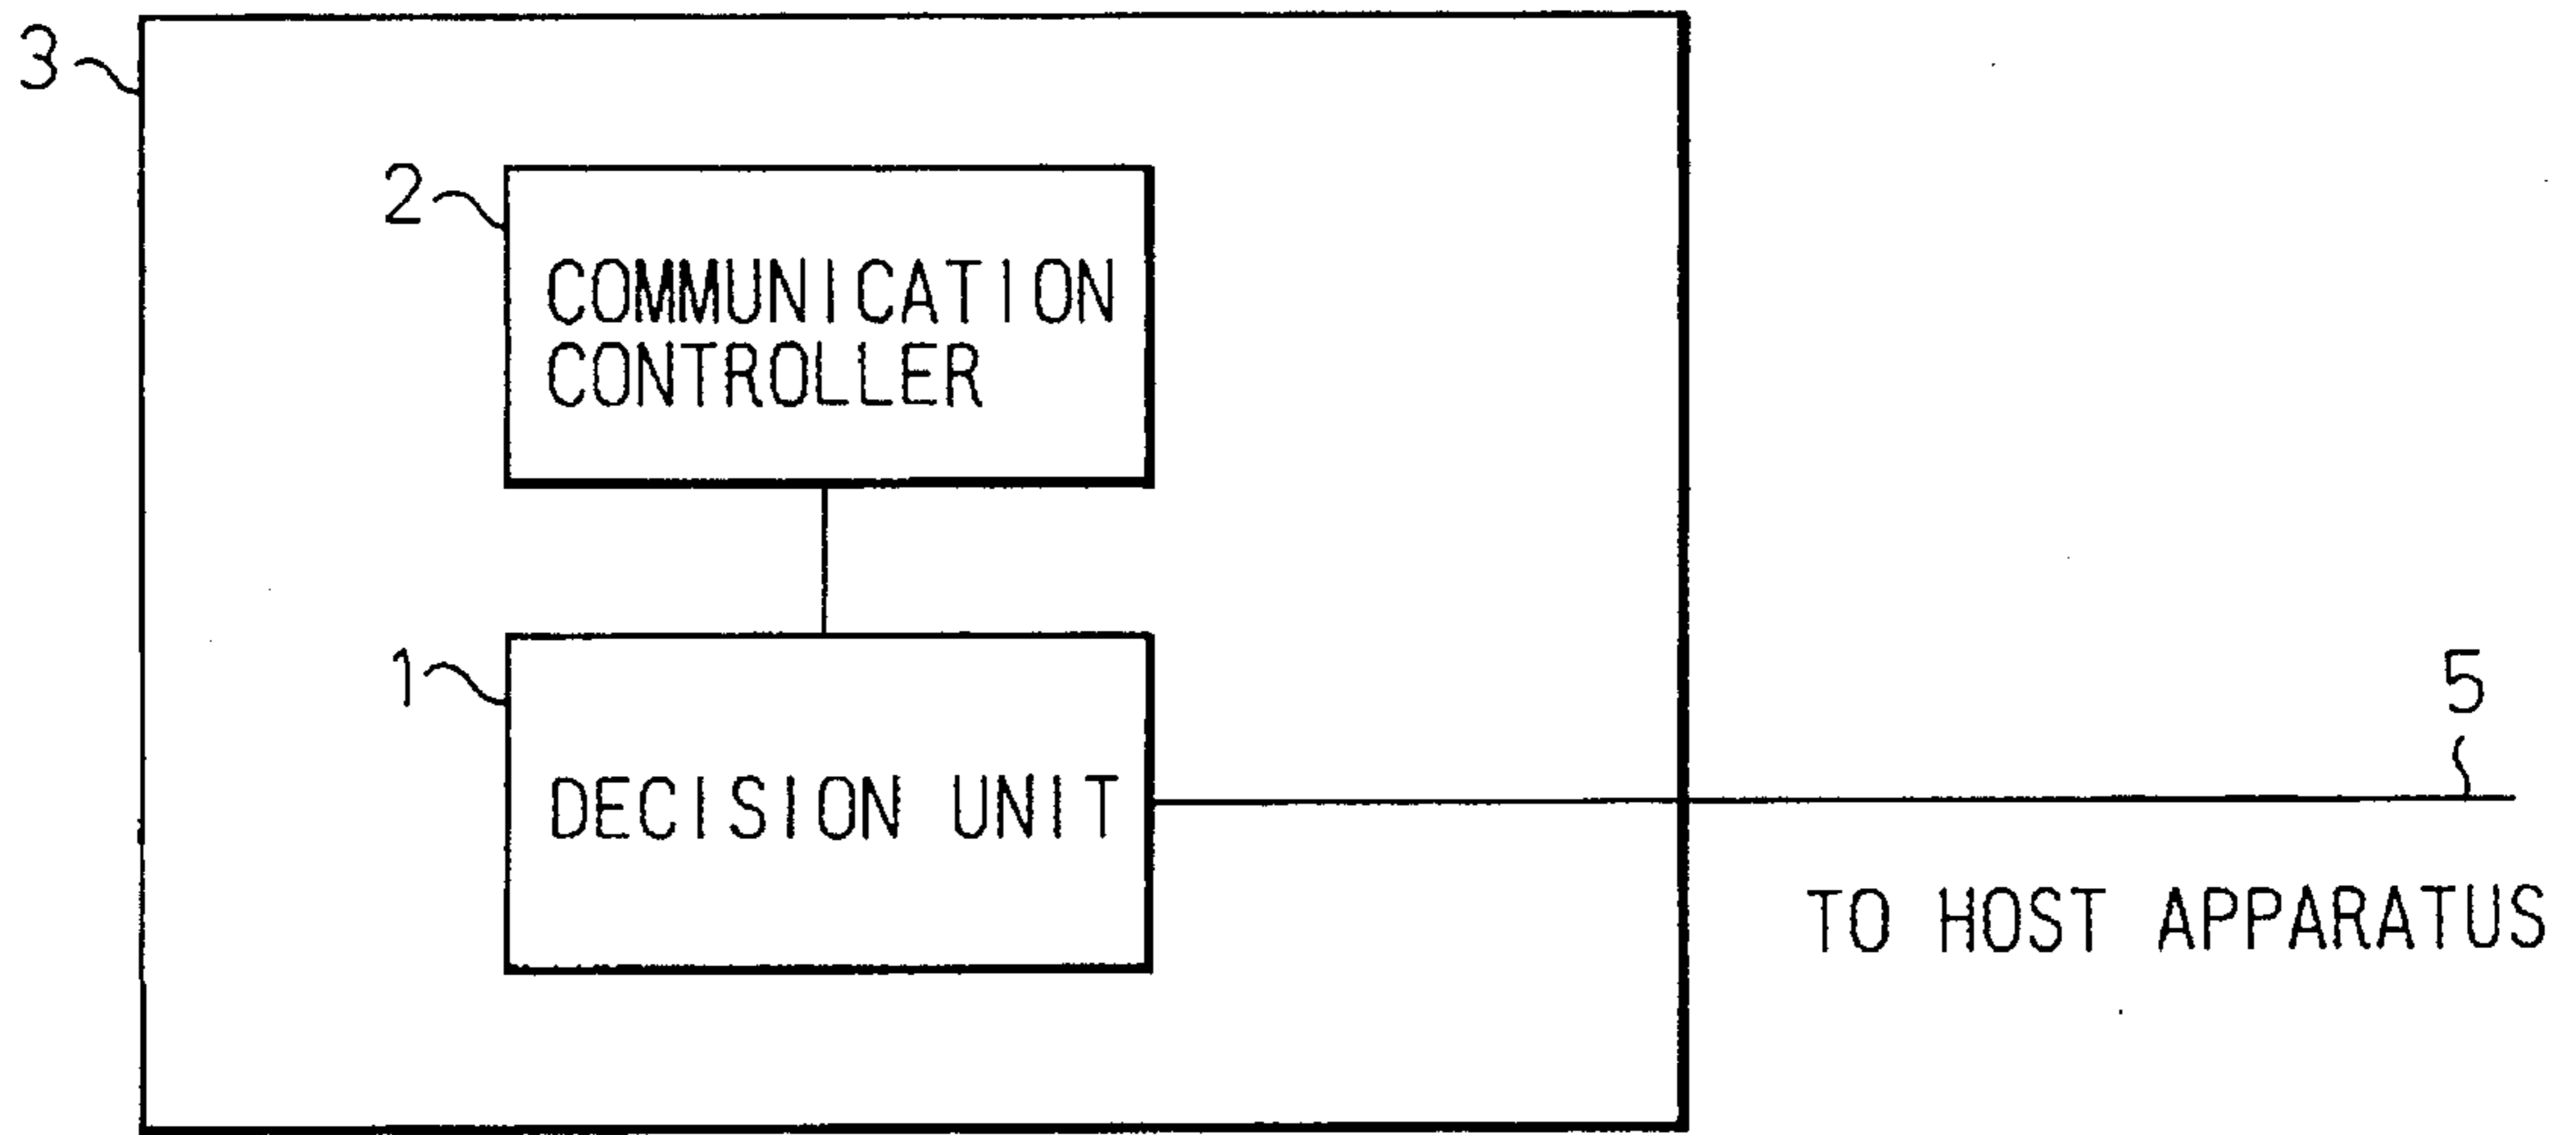 3
2
COMMUNICATION
CONTROLLER
1
DECISION UNIT
5
TO HOST APPARATUS